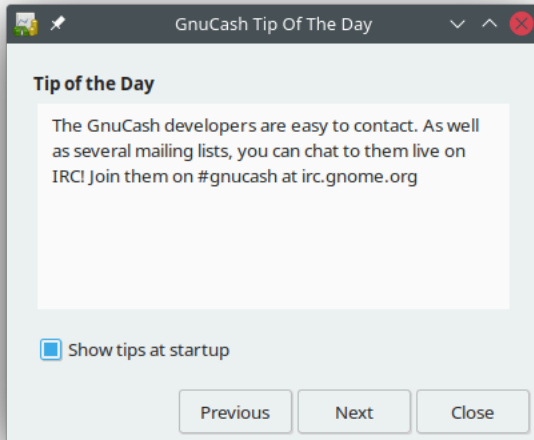 GnuCash Tip Of The Day
Tip of the Day
The GnuCash developers are easy to contact. As well
as several mailing lists, you can chat to them live on
IRC! Join them on #gnucash at irc.gnome.org
Show tips at startup
Previous
Next
Close